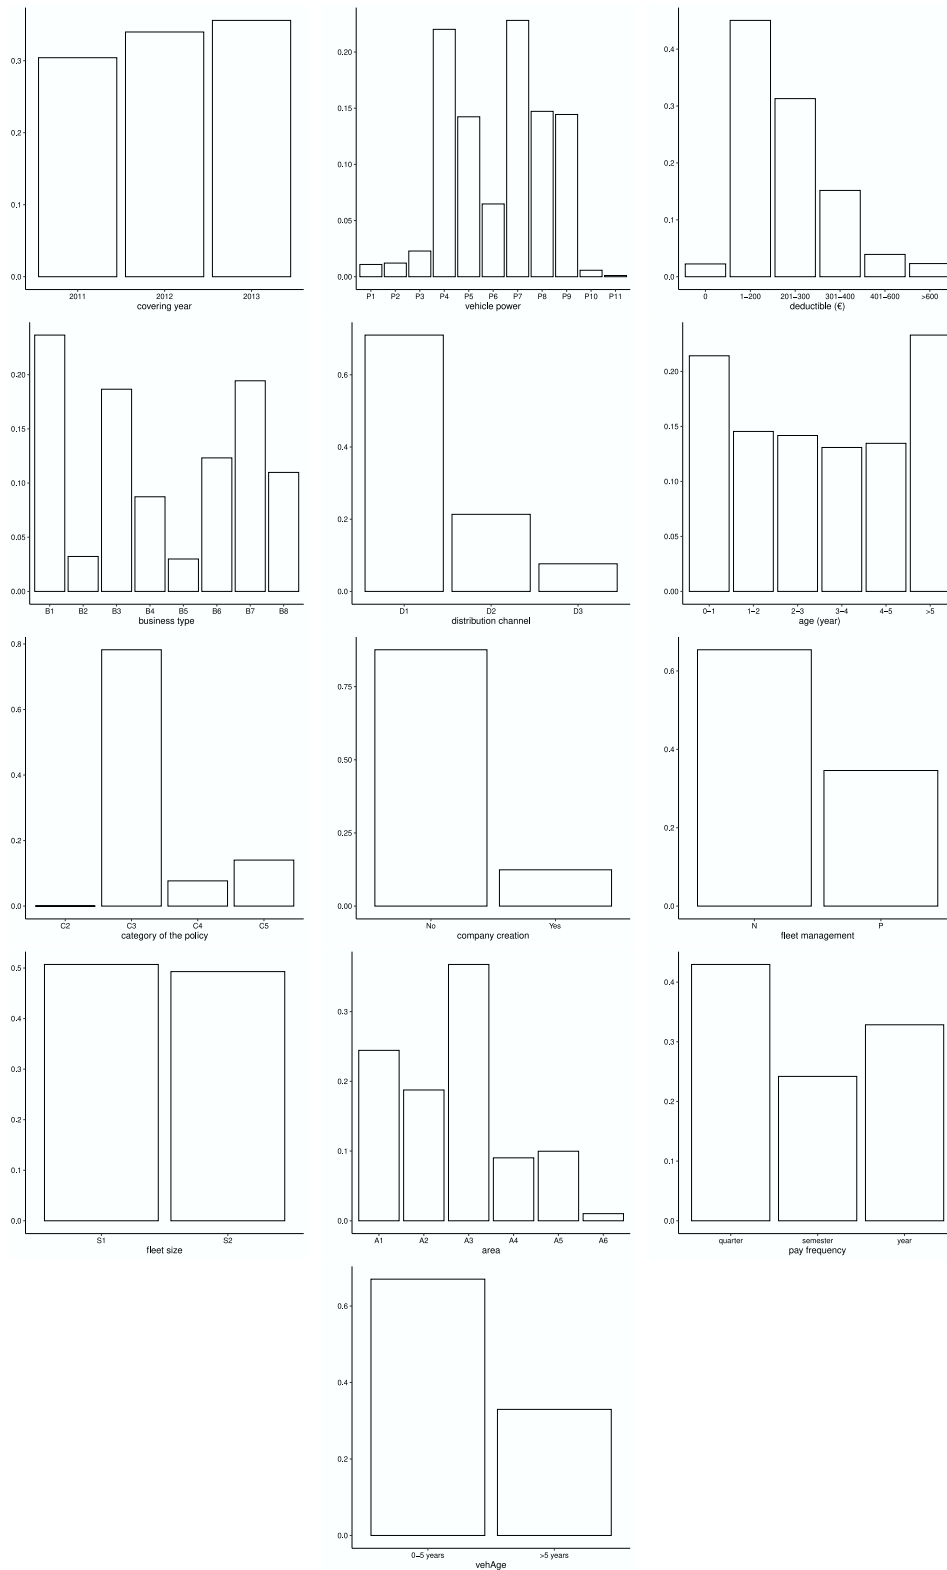 0.3
0.2
0.1
0.0
2011 2012 2013
covering year
0.20
0.15
0.10
0.05
0.00
P1 P2 P3 P4 P5 P6 P7 P8 P9 P10 P11
vehicle power
0.4
0.3
0.2
0.1
0.0
0 1−200 201−300 301−400 401−600 >600
deductible (€)
0.20
0.15
0.10
0.05
0.00
B1 B2 B3 B4 B5 B6 B7 B8
business type
0.6
0.4
0.2
0.0
D1 D2 D3
distribution channel
0.20
0.15
0.10
0.05
0.00
0−1 1−2 2−3 3−4 4−5 >5
age (year)
0.8
0.6
0.4
0.2
0.0
C2 C3 C4 C5
category of the policy
0.75
0.50
0.25
0.00
No Yes
company creation
0.6
0.4
0.2
0.0
N P
fleet management
0.5
0.4
0.3
0.2
0.1
0.0
S1 S2
fleet size
0.3
0.2
0.1
0.0
A1 A2 A3 A4 A5 A6
area
0.4
0.3
0.2
0.1
0.0
quarter semester year
pay frequency
0.6
0.4
0.2
0.0
0−5 years >5 years
vehAge